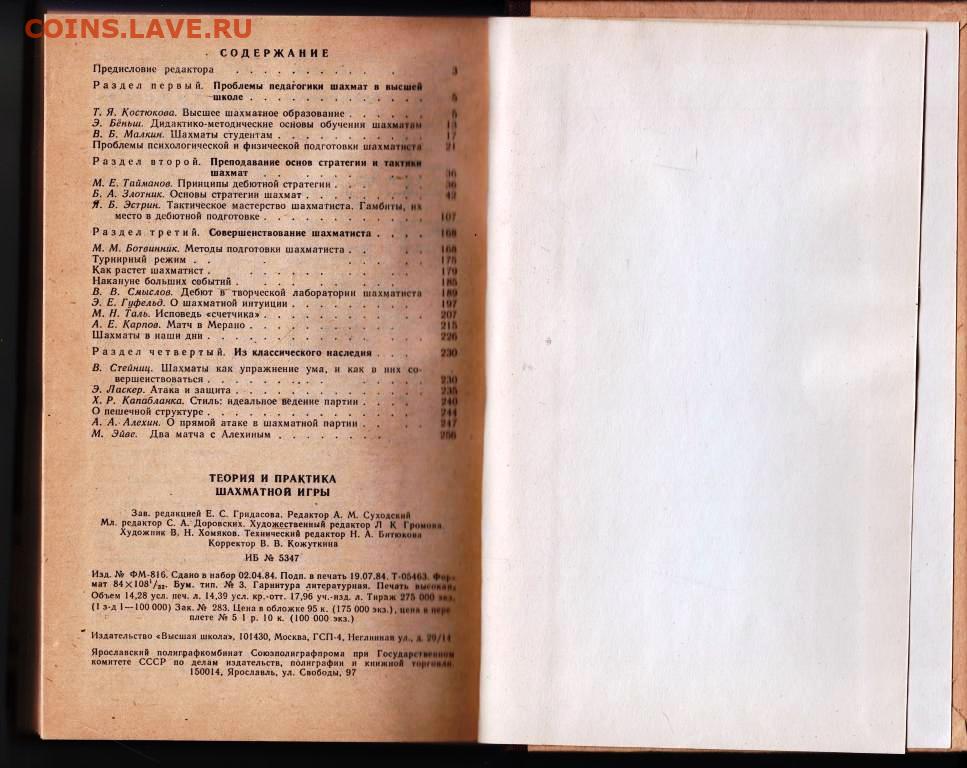 COINS.LAVE.RU
СОДЕРЖАНИЕ
Предисловие редактора . . . . . . . . . . 3
Раздел первый. Проблемы педагогики шахмат в высшей
школе . . . . . . . . . . . . 5
Т. Я. Костюкова. Высшее шахматное образование . . . . . . 5
Э. Бёньш. Дидактико-методические основы обучения шахматам 13
В. Б. Малкин. Шахматы студентам . . . . . . . . . . 17
Проблемы психологической и физической подготовки шахматиста 21
Раздел второй. Преподавание основ стратегии и тактики
шахмат . . . . . . . . . . . . 36
М. Е. Тайманов. Принципы дебютной стратегии . . . . . . 36
Б. А. Злотник. Основы стратегии шахмат . . . . . . . . 42
Я. Б. Эстрин. Тактическое мастерство шахматиста. Гамбиты, их
место в дебютной подготовке . . . . . . . . . . 107
Раздел третий. Совершенствование шахматиста . . . . 168
М. М. Ботвинник. Методы подготовки шахматиста . . . . 168
Турнирный режим . . . . . . . . . . . . 175
Как растет шахматист . . . . . . . . . . . 179
Накануне больших событий . . . . . . . . . . 185
В. В. Смыслов. Дебют в творческой лаборатории шахматиста 189
Э. Е. Гуфельд. О шахматной интуиции . . . . . . . . 197
М. Н. Таль. Исповедь «счетчика» . . . . . . . . . . 207
А. Е. Карпов. Матч в Мерано . . . . . . . . . . 215
Шахматы в наши дни . . . . . . . . . . . . 226
Раздел четвертый. Из классического наследия . . . . 230
В. Стейниц. Шахматы как упражнение ума, и как в них со-
вершенствоваться . . . . . . . . . . . . 230
Э. Ласкер. Атака и защита . . . . . . . . . . 235
Х. Р. Капабланка. Стиль: идеальное ведение партии . . . . 240
О пешечной структуре . . . . . . . . . . . 244
А. А. Алехин. О прямой атаке в шахматной партии . . . . 247
М. Эйве. Два матча с Алехиным . . . . . . . . . . 256
ТЕОРИЯ И ПРАКТИКА
ШАХМАТНОЙ ИГРЫ
Зав. редакцией Е. С. Гридасова. Редактор А. М. Суходский
Мл. редактор С. А. Доровских. Художественный редактор Л. К. Громова.
Художник В. Н. Хомяков. Технический редактор Н. А. Битюкова
Корректор В. В. Кожуткина
ИБ № 5347
Изд. № ФМ-816. Сдано в набор 02.04.84. Подп. в печать 19.07.84. Т-05463. Фор-
мат 84×108¹/₃₂. Бум. тип. № 3. Гарнитура литературная. Печать высокая.
Объем 14,28 усл. печ. л. 14,39 усл. кр.-отт. 17,96 уч.-изд. л. Тираж 275 000 экз.
(1 з-д 1—100 000) Зак. № 283. Цена в обложке 95 к. (175 000 экз.), цена в пере
плете № 5 1 р. 10 к. (100 000 экз.)
Издательство «Высшая школа», 101430, Москва, ГСП-4, Неглинная ул., д. 29/14
Ярославский полиграфкомбинат Союзполиграфпрома при Государственном
комитете СССР по делам издательств, полиграфии и книжной торговли.
150014, Ярославль, ул. Свободы, 97